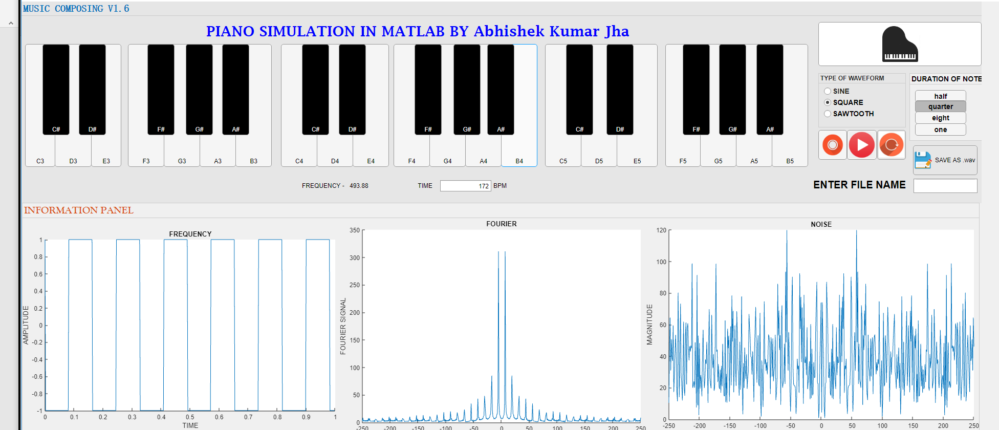 MUSIC COMPOSING V1.6
PIANO SIMULATION IN MATLAB BY Abhishek Kumar Jha
C# D# F# G# A# C# D# F# G# A# C# D# F# G# A#
C3 D3 E3 F3 G3 A3 B3 C4 D4 E4 F4 G4 A4 B4 C5 D5 E5 F5 G5 A5 B5
TYPE OF WAVEFORM
SINE
SQUARE
SAWTOOTH
DURATION OF NOTE
half
quarter
eight
one
SAVE AS .wav
FREQUENCY - 493.88
TIME 172 BPM
ENTER FILE NAME
INFORMATION PANEL
FREQUENCY
AMPLITUDE
1
0.8
0.6
0.4
0.2
0
-0.2
-0.4
-0.6
-0.8
-1
0 0.1 0.2 0.3 0.4 0.5 0.6 0.7 0.8 0.9 1
TIME
FOURIER
FOURIER SIGNAL
350
300
250
200
150
100
50
0
-250 -200 -150 -100 -50 0 50 100 150 200 250
NOISE
MAGNITUDE
120
100
80
60
40
20
0
-250 -200 -150 -100 -50 0 50 100 150 200 250